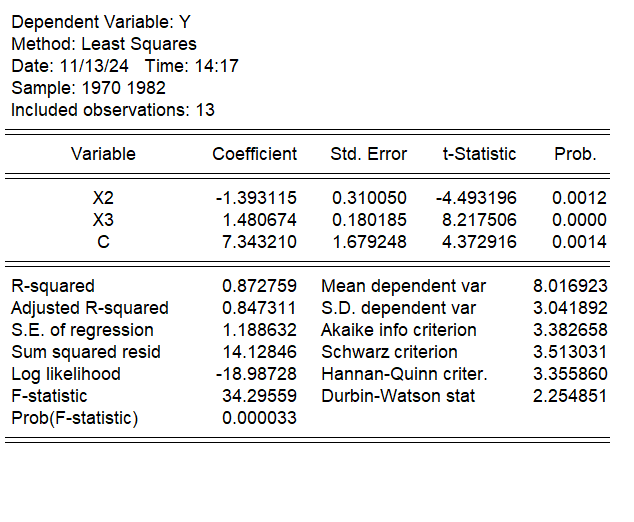 Dependent Variable: Y
Method: Least Squares
Date: 11/13/24 Time: 14:17
Sample: 1970 1982
Included observations: 13
Variable Coefficient Std. Error t-Statistic Prob.
X2 -1.393115 0.310050 -4.493196 0.0012
X3 1.480674 0.180185 8.217506 0.0000
C 7.343210 1.679248 4.372916 0.0014
R-squared 0.872759 Mean dependent var 8.016923
Adjusted R-squared 0.847311 S.D. dependent var 3.041892
S.E. of regression 1.188632 Akaike info criterion 3.382658
Sum squared resid 14.12846 Schwarz criterion 3.513031
Log likelihood -18.98728 Hannan-Quinn criter. 3.355860
F-statistic 34.29559 Durbin-Watson stat 2.254851
Prob(F-statistic) 0.000033